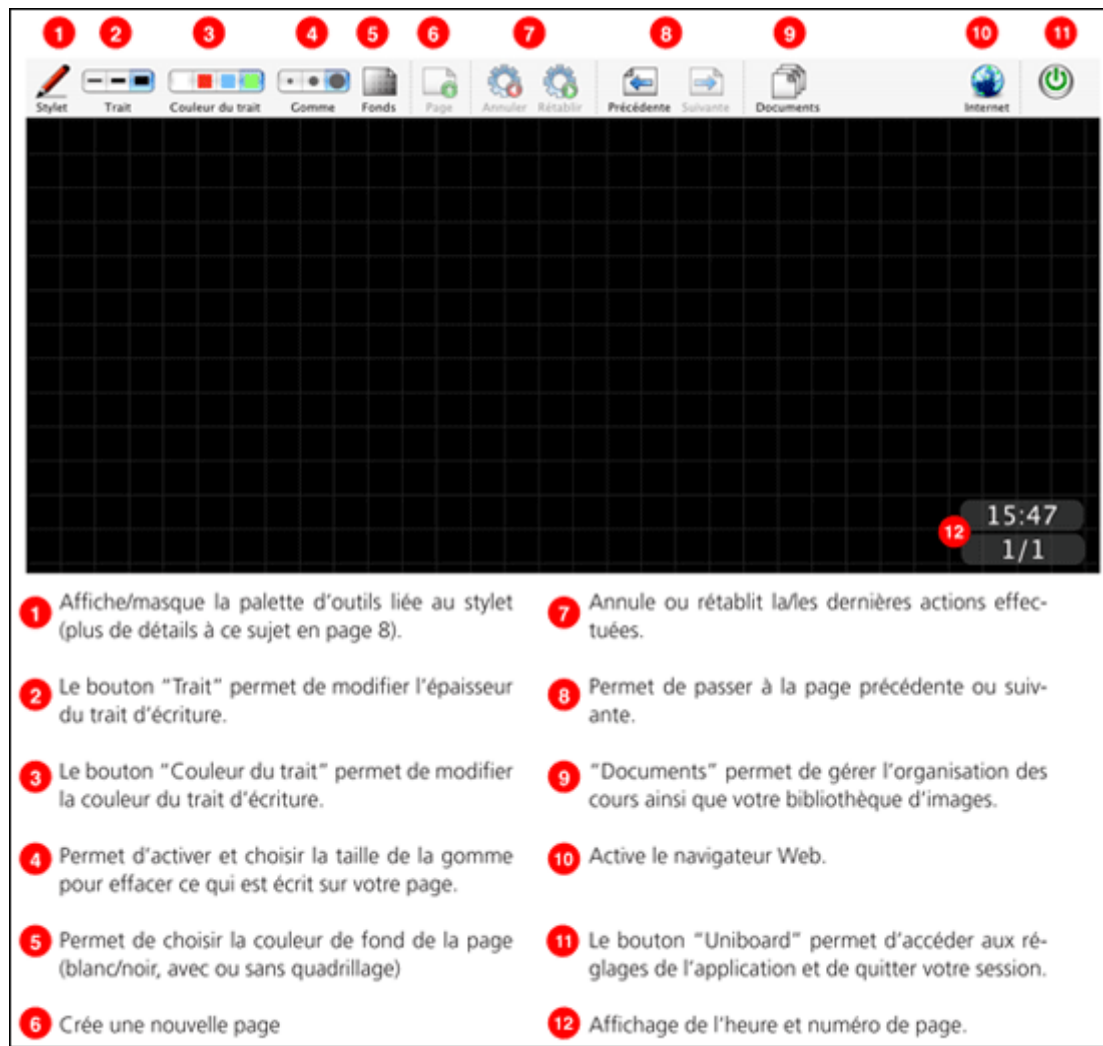 1 2 3 4 5 6 7 8 9 10 11
Stylet Trait Couleur du trait Gomme Fonds Page Annuler Rétablir Précédente Suivante Documents Internet
15:47
12
1/1
1 Affiche/masque la palette d'outils liée au stylet
(plus de détails à ce sujet en page 8).
2 Le bouton "Trait" permet de modifier l'épaisseur
du trait d'écriture.
3 Le bouton "Couleur du trait" permet de modifier
la couleur du trait d'écriture.
4 Permet d'activer et choisir la taille de la gomme
pour effacer ce qui est écrit sur votre page.
5 Permet de choisir la couleur de fond de la page
(blanc/noir, avec ou sans quadrillage)
6 Crée une nouvelle page
7 Annule ou rétablit la/les dernières actions effec-
tuées.
8 Permet de passer à la page précédente ou suiv-
ante.
9 "Documents" permet de gérer l'organisation des
cours ainsi que votre bibliothèque d'images.
10 Active le navigateur Web.
11 Le bouton "Uniboard" permet d'accéder aux ré-
glages de l'application et de quitter votre session.
12 Affichage de l'heure et numéro de page.